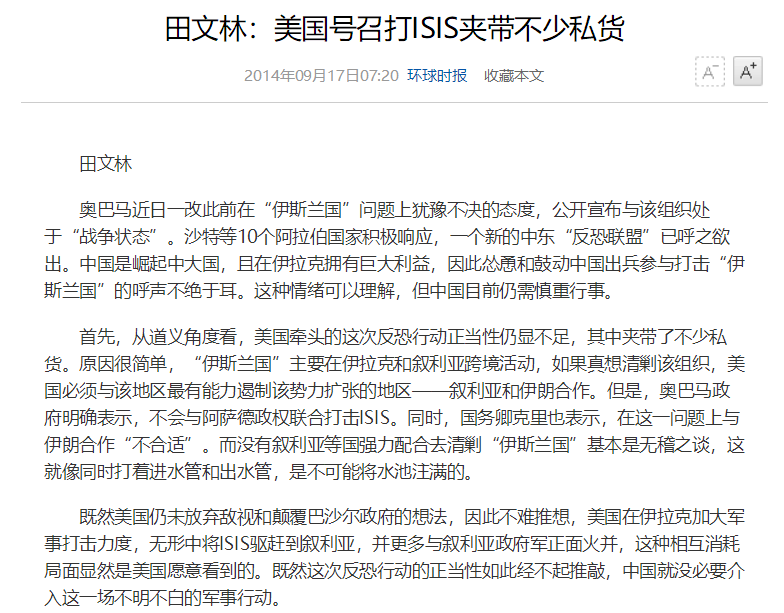 田文林：美国号召打ISIS夹带不少私货
2014年09月17日07:20 环球时报 收藏本文
A- A+
田文林
奥巴马近日一改此前在“伊斯兰国”问题上犹豫不决的态度，公开宣布与该组织处
于“战争状态”。沙特等10个阿拉伯国家积极响应，一个新的中东“反恐联盟”已呼之欲
出。中国是崛起中大国，且在伊拉克拥有巨大利益，因此怂恿和鼓动中国出兵参与打击“伊
斯兰国”的呼声不绝于耳。这种情绪可以理解，但中国目前仍需慎重行事。
首先，从道义角度看，美国牵头的这次反恐行动正当性仍显不足，其中夹带了不少私
货。原因很简单，“伊斯兰国”主要在伊拉克和叙利亚跨境活动，如果真想清剿该组织，美
国必须与该地区最有能力遏制该势力扩张的地区——叙利亚和伊朗合作。但是，奥巴马政
府明确表示，不会与阿萨德政权联合打击ISIS。同时，国务卿克里也表示，在这一问题上与
伊朗合作“不合适”。而没有叙利亚等国强力配合去清剿“伊斯兰国”基本是无稽之谈，这
就像同时打着进水管和出水管，是不可能将水池注满的。
既然美国仍未放弃敌视和颠覆巴沙尔政府的想法，因此不难推想，美国在伊拉克加大军
事打击力度，无形中将ISIS驱赶到叙利亚，并更多与叙利亚政府军正面火并，这种相互消耗
局面显然是美国愿意看到的。既然这次反恐行动的正当性如此经不起推敲，中国就没必要介
入这一场不明不白的军事行动。